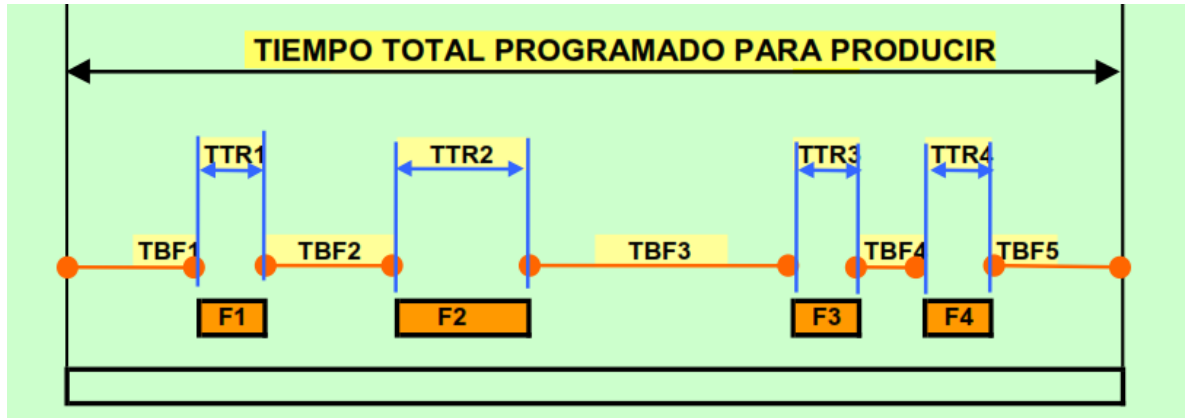 TIEMPO TOTAL PROGRAMADO PARA PRODUCIR
TTR1 TTR2 TTR3 TTR4
TBF1 TBF2 TBF3 TBF4 TBF5
F1 F2 F3 F4